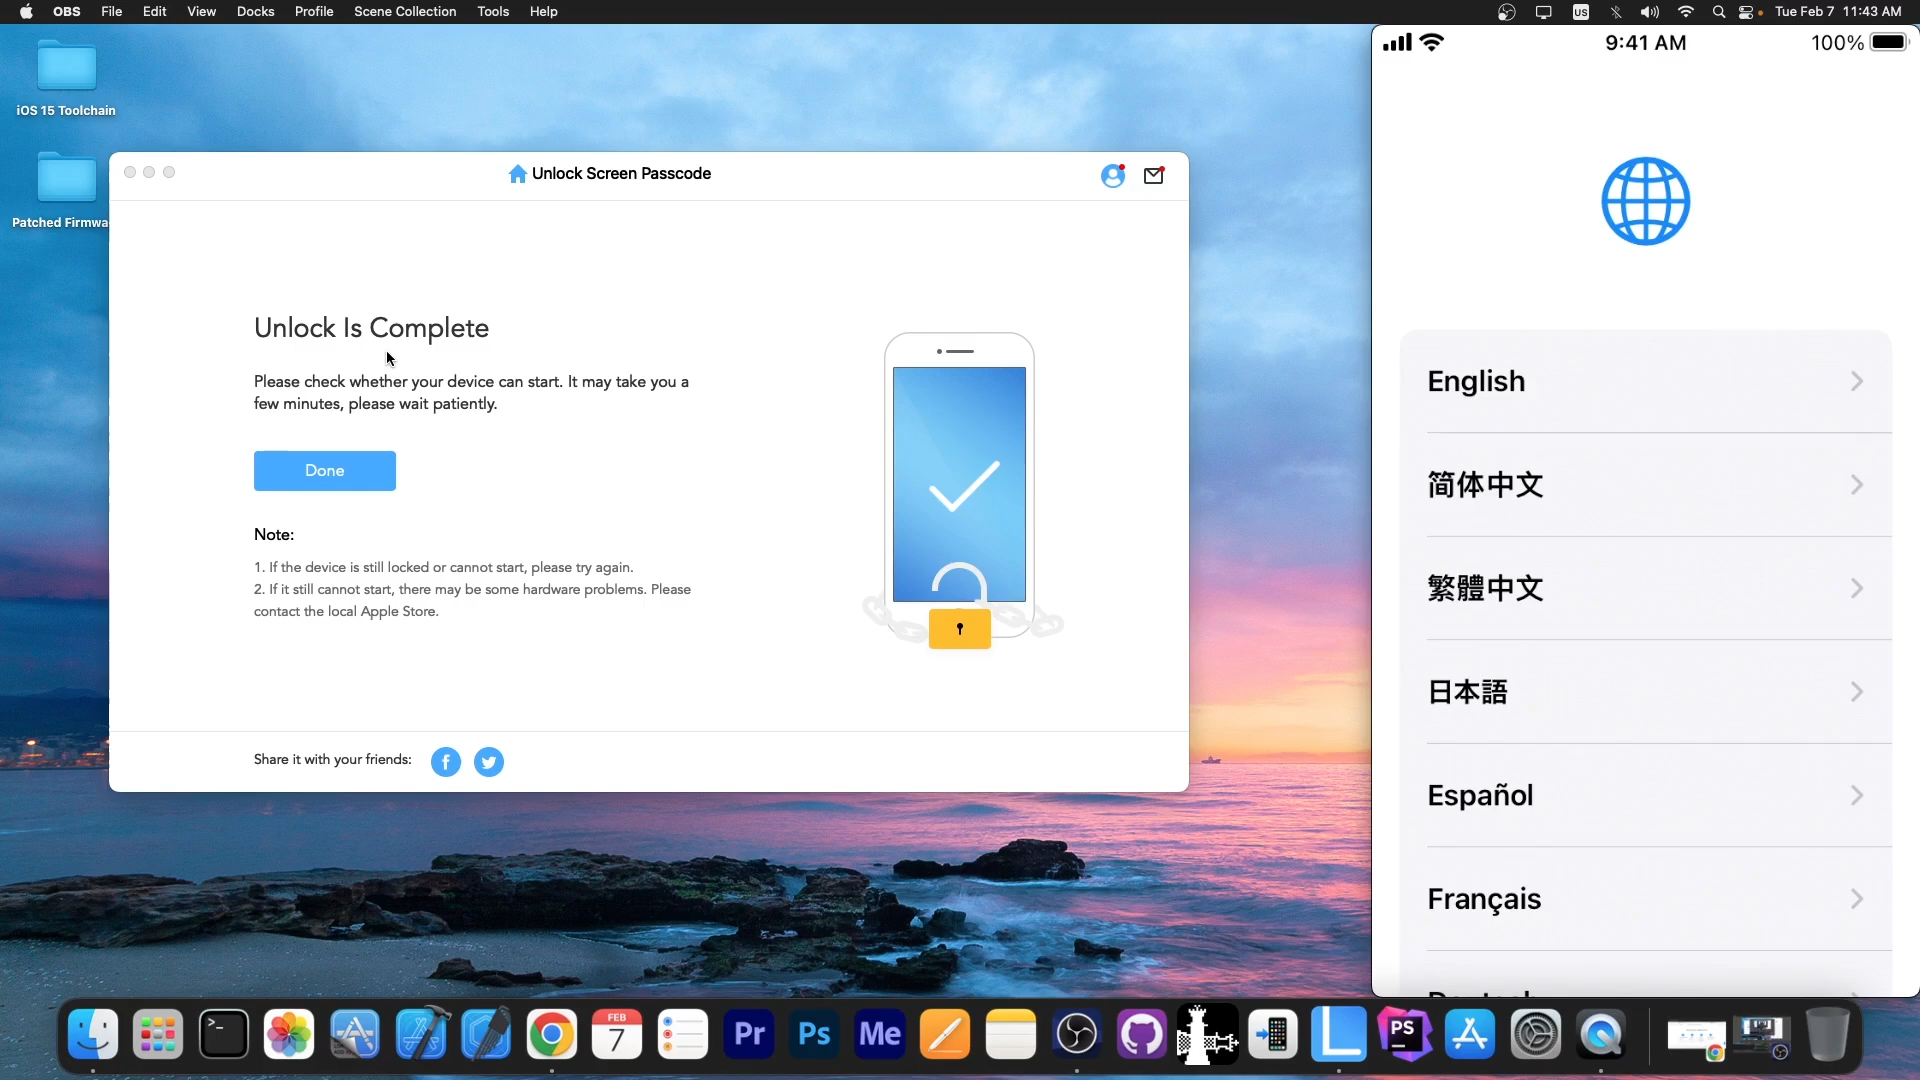 OBS File Edit View Docks Profile Scene Collection Tools Help
US
Tue Feb 7 11:43 AM
iOS 15 Toolchain
Patched Firmwa
Unlock Screen Passcode
Unlock Is Complete
Please check whether your device can start. It may take you a
few minutes, please wait patiently.
Done
Note:
1. If the device is still locked or cannot start, please try again.
2. If it still cannot start, there may be some hardware problems. Please
contact the local Apple Store.
Share it with your friends:
f
9:41 AM
100%
English
简体中文
繁體中文
日本語
Español
Français
>_
FEB
7
Pr
Ps
Me
L
PS